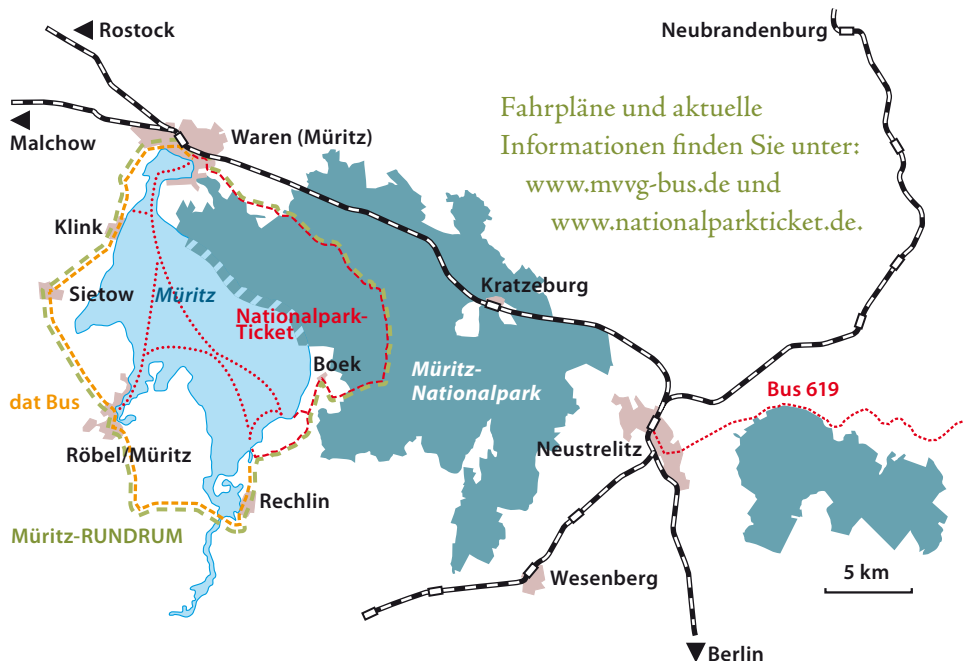 Rostock
Neubrandenburg
Malchow
Waren (Müritz)
Fahrpläne und aktuelle
Informationen finden Sie unter:
www.mvvg-bus.de und
www.nationalparkticket.de.
Klink
Sietow
Müritz
Kratzeburg
Nationalpark-
Ticket
Boek
Müritz-
Nationalpark
dat Bus
Bus 619
Röbel/Müritz
Neustrelitz
Rechlin
Müritz-RUNDRUM
Wesenberg
5 km
Berlin